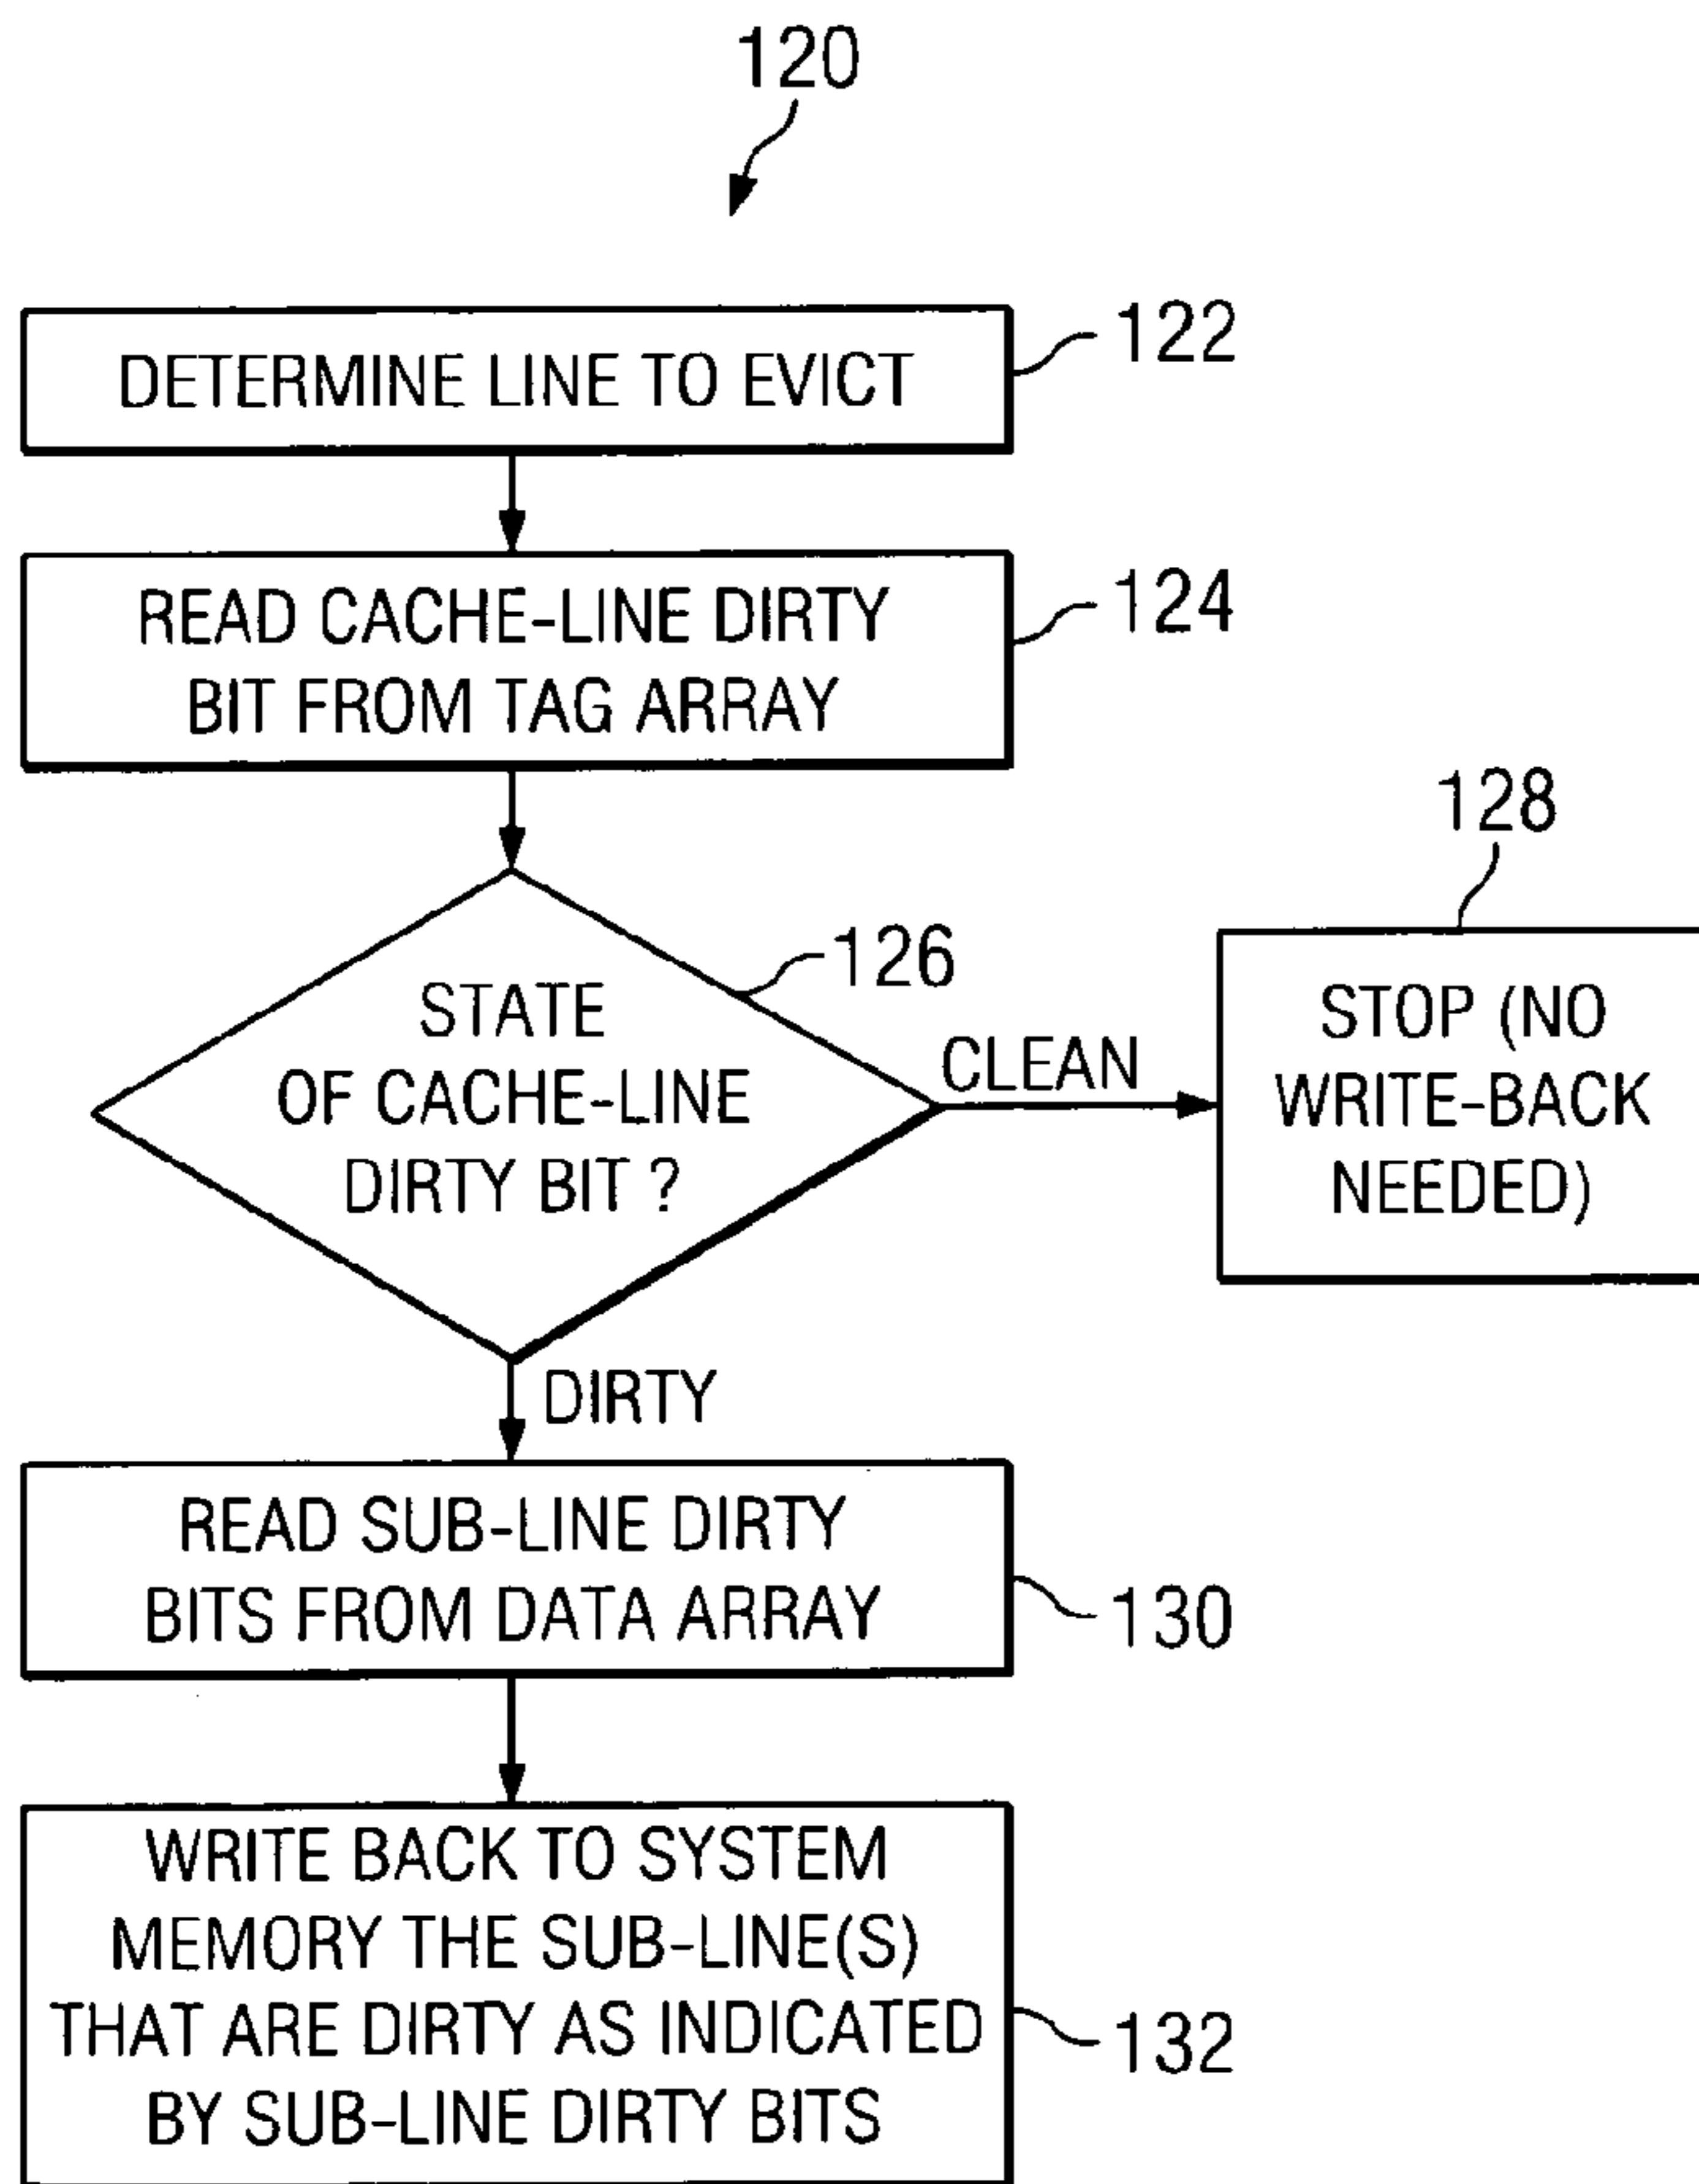 120
DETERMINE LINE TO EVICT
122
READ CACHE-LINE DIRTY
BIT FROM TAG ARRAY
124
128
126
STATE
OF CACHE-LINE
DIRTY BIT ?
CLEAN
STOP (NO
WRITE-BACK
NEEDED)
DIRTY
READ SUB-LINE DIRTY
BITS FROM DATA ARRAY
130
WRITE BACK TO SYSTEM
MEMORY THE SUB-LINE(S)
THAT ARE DIRTY AS INDICATED
BY SUB-LINE DIRTY BITS
132